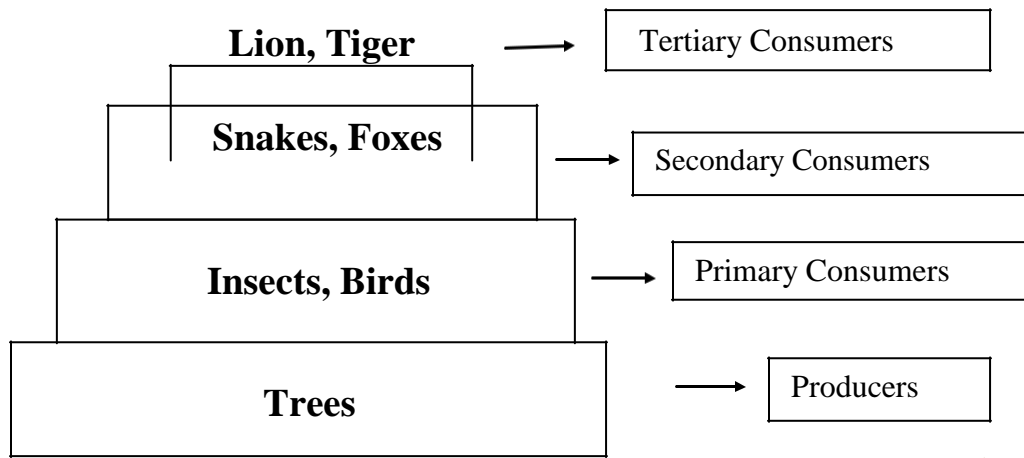 Lion, Tiger
Tertiary Consumers
Snakes, Foxes
Secondary Consumers
Insects, Birds
Primary Consumers
Trees
Producers